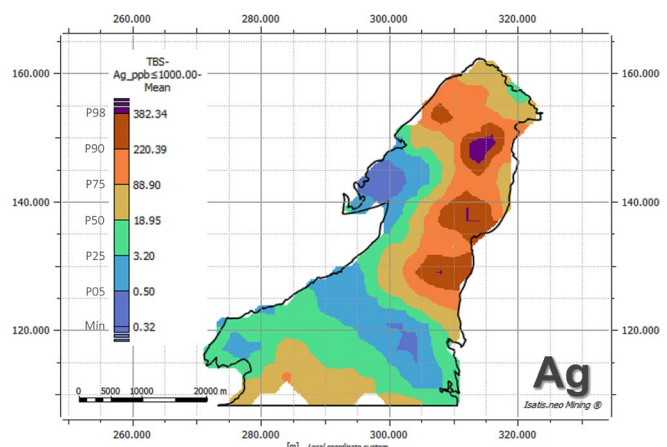 260.000 280.000 300.000 320.000
TBS-
Ag_ppb≤1000.00-
Mean
160.000 160.000
P98 382.34
P90 220.39
140.000 140.000
P75 88.90
P50 18.95
P25 3.20
P05 0.50
Min 0.32
120.000 120.000
0 5000 10000 20000 m
Ag
Isatis.neo Mining ®
260.000 280.000 300.000 320.000
[m] Local coordinate system